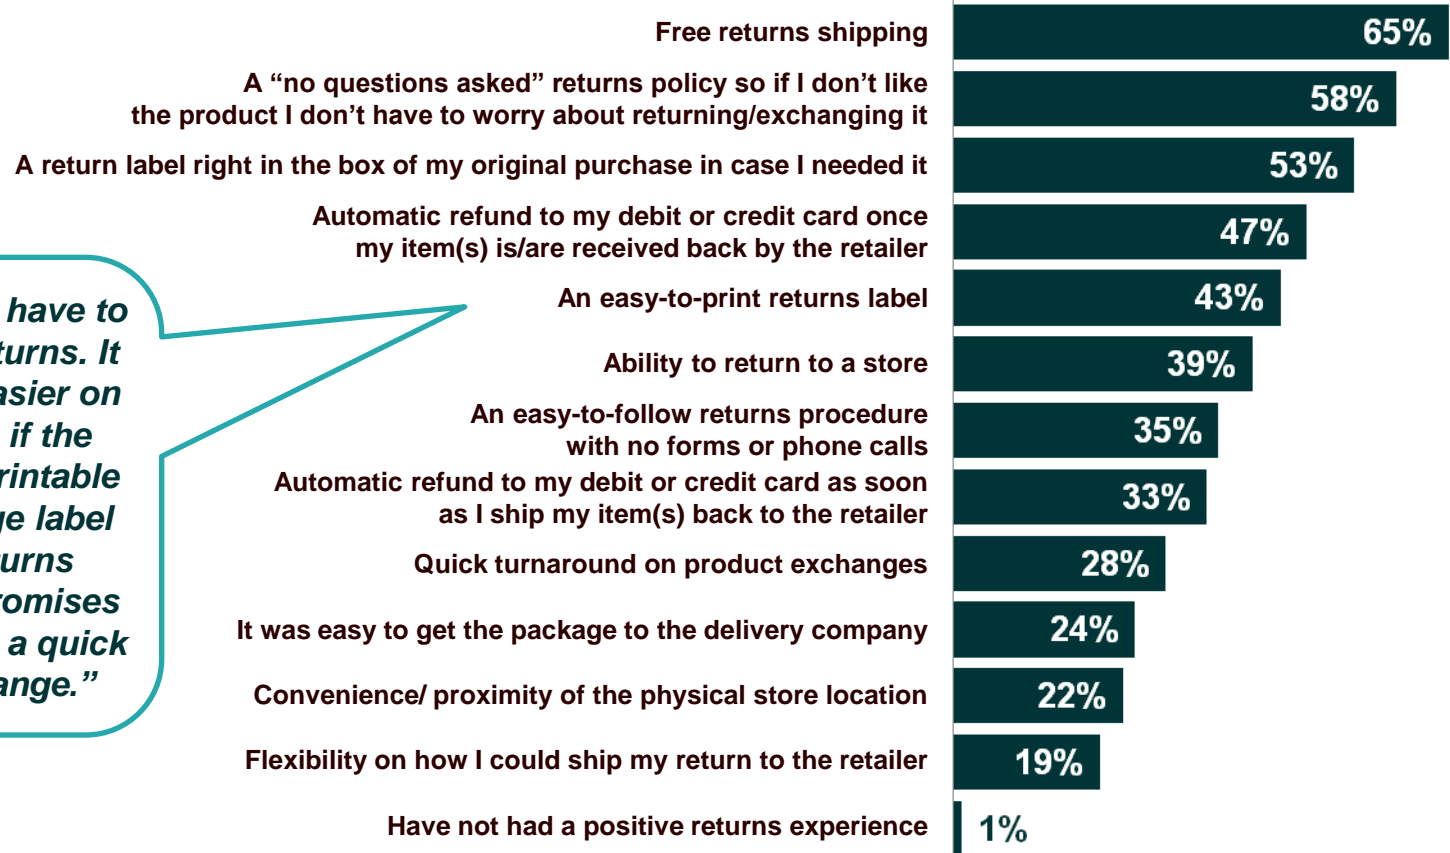 Free returns shipping
65%
A “no questions asked” returns policy so if I don’t like
the product I don’t have to worry about returning/exchanging it
58%
A return label right in the box of my original purchase in case I needed it
53%
Automatic refund to my debit or credit card once
my item(s) is/are received back by the retailer
47%
An easy-to-print returns label
43%
Ability to return to a store
39%
An easy-to-follow returns procedure
with no forms or phone calls
35%
Automatic refund to my debit or credit card as soon
as I ship my item(s) back to the retailer
33%
Quick turnaround on product exchanges
28%
It was easy to get the package to the delivery company
24%
Convenience/ proximity of the physical store location
22%
Flexibility on how I could ship my return to the retailer
19%
Have not had a positive returns experience
1%
have to
It
on
if the
label
a quick